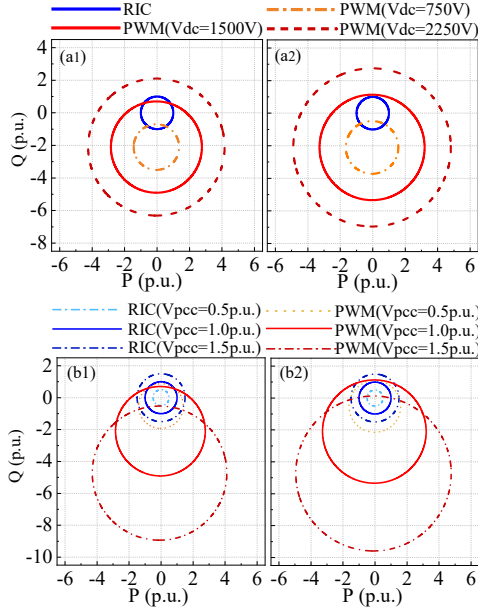 RIC PWM(Vdc=750V)
PWM(Vdc=1500V) PWM(Vdc=2250V)
(a1) (a2)
4
2
0
-2
-4
-6
-8
Q (p.u.)
-6 -4 -2 0 2 4 6 -6 -4 -2 0 2 4 6
P (p.u.) P (p.u.)
RIC(Vpcc=0.5p.u.) PWM(Vpcc=0.5p.u.)
RIC(Vpcc=1.0p.u.) PWM(Vpcc=1.0p.u.)
RIC(Vpcc=1.5p.u.) PWM(Vpcc=1.5p.u.)
(b1) (b2)
2
0
-2
-4
-6
-8
-10
Q (p.u.)
-6 -4 -2 0 2 4 6 -6 -4 -2 0 2 4 6
P (p.u.) P (p.u.)